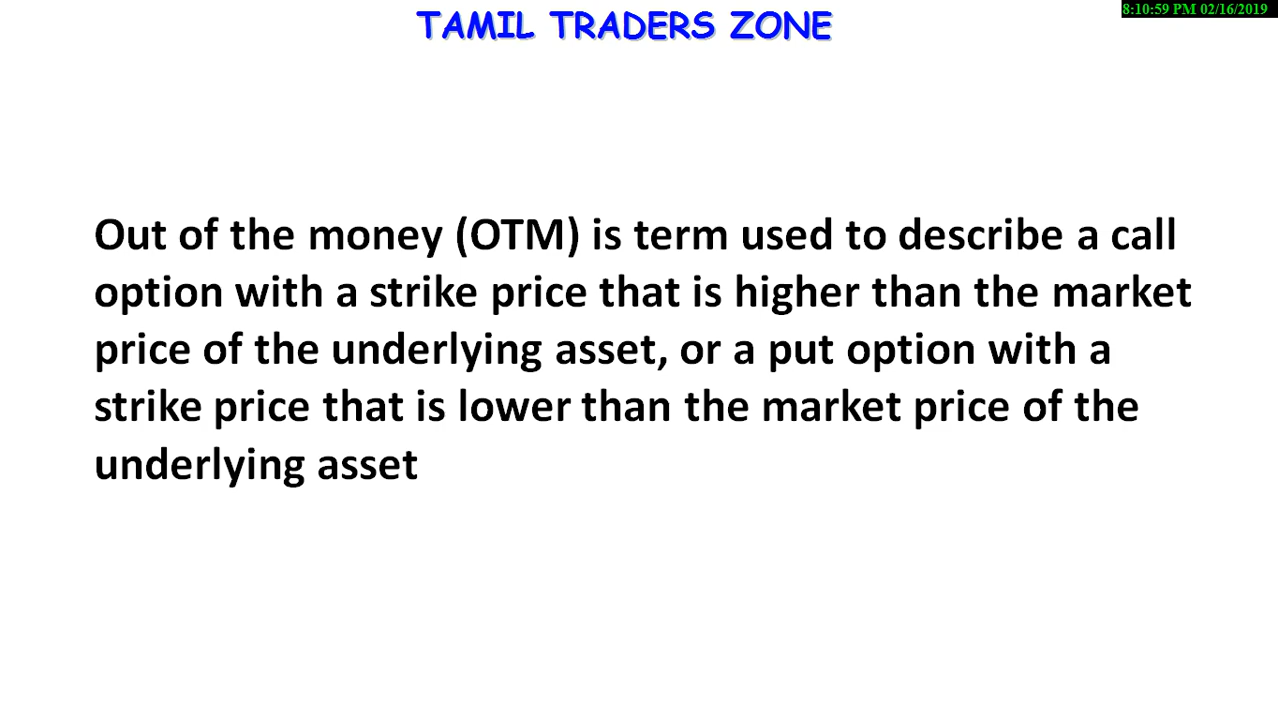 TAMIL TRADERS ZONE
8:10:59 PM 02/16/2019
Out of the money (OTM) is term used to describe a call
option with a strike price that is higher than the market
price of the underlying asset, or a put option with a
strike price that is lower than the market price of the
underlying asset